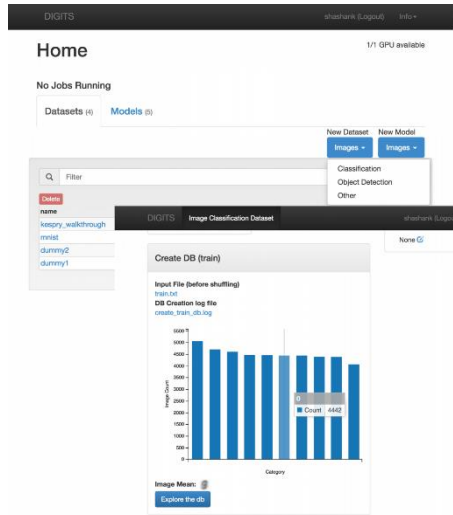 DIGITS shashank (Logout) Info
Home
1/1 GPU available
No Jobs Running
Datasets (4) Models (5)
New Dataset New Model
Images Images
Classification
Object Detection
Other
Filter
Delete
name
kespry_walkthrough
mnist
dummy2
dummy1
DIGITS Image Classification Dataset shashank (Logou
None
Create DB (train)
Input File (before shuffling)
train.txt
DB Creation log file
create_train_db.log
5500
5000
4500
4000
3500
3000
2500
2000
1500
1000
500
0
Image Count
0
Count 4442
Category
Image Mean:
Explore the db